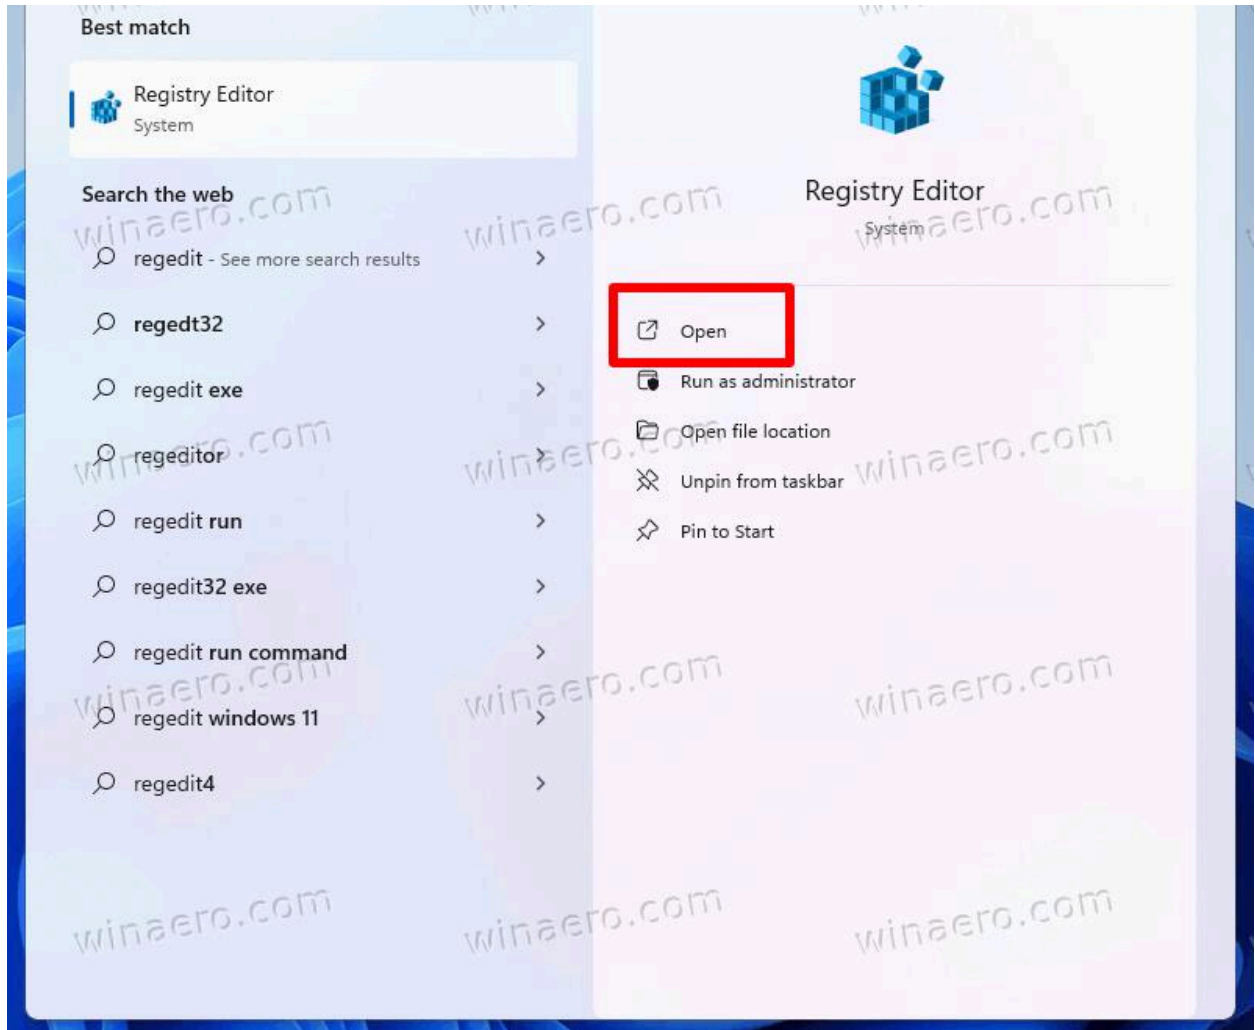 Best match
Registry Editor
System
Search the web
regedit - See more search results
regedt32
regedit exe
regeditor
regedit run
regedit32 exe
regedit run command
regedit windows 11
regedit4
Registry Editor
System
Open
Run as administrator
Open file location
Unpin from taskbar
Pin to Start
winaero.com
winaero.com
winaero.com
winaero.com
winaero.com
winaero.com
winaero.com
winaero.com
winaero.com
winaero.com
winaero.com
winaero.com